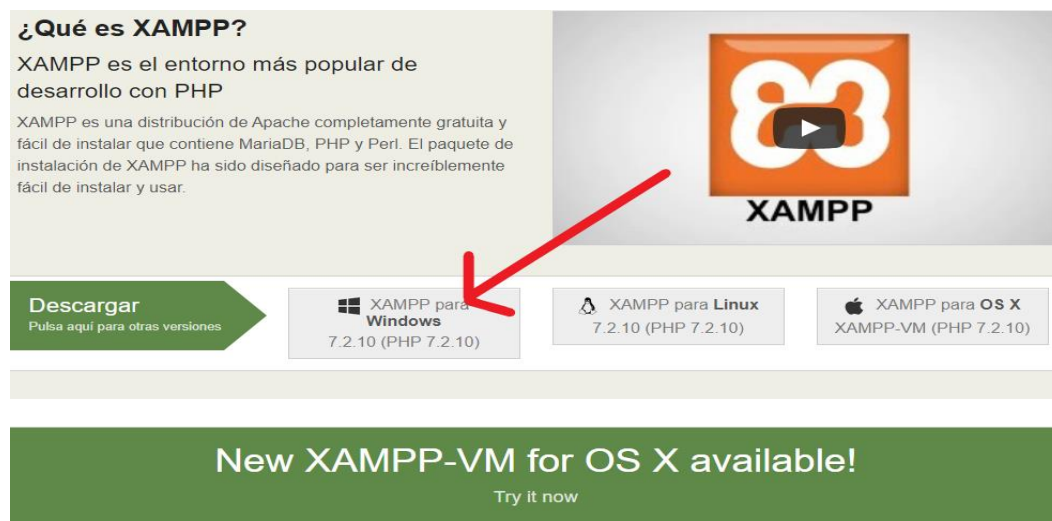 ¿Qué es XAMPP?
XAMPP es el entorno más popular de
desarrollo con PHP
XAMPP es una distribución de Apache completamente gratuita y
fácil de instalar que contiene MariaDB, PHP y Perl. El paquete de
instalación de XAMPP ha sido diseñado para ser increíblemente
fácil de instalar y usar.
XAMPP
Descargar
Pulsa aquí para otras versiones
XAMPP para
Windows
7.2.10 (PHP 7.2.10)
XAMPP para Linux
7.2.10 (PHP 7.2.10)
XAMPP para OS X
XAMPP-VM (PHP 7.2.10)
New XAMPP-VM for OS X available!
Try it now